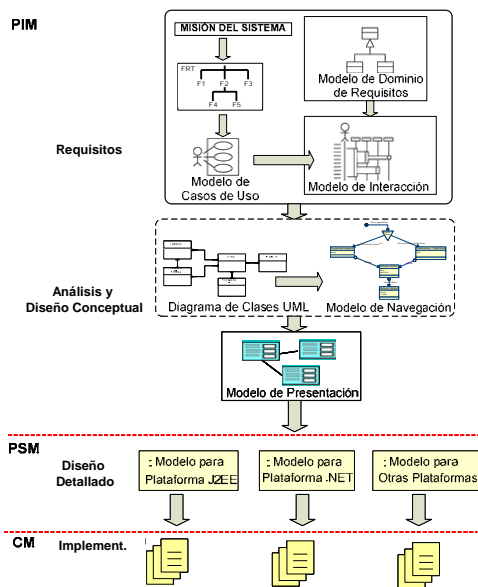 PIM
MISIÓN DEL SISTEMA
FRT
F1 F2 F3
F4 F5
Modelo de Dominio
de Requisitos
Requisitos
Modelo de
Casos de Uso
Modelo de Interacción
Análisis y
Diseño Conceptual
Diagrama de Clases UML
Modelo de Navegación
Modelo de Presentación
PSM
Diseño
Detallado
: Modelo para
Plataforma J2EE
: Modelo para
Plataforma .NET
: Modelo para
Otras Plataformas
CM
Implement.